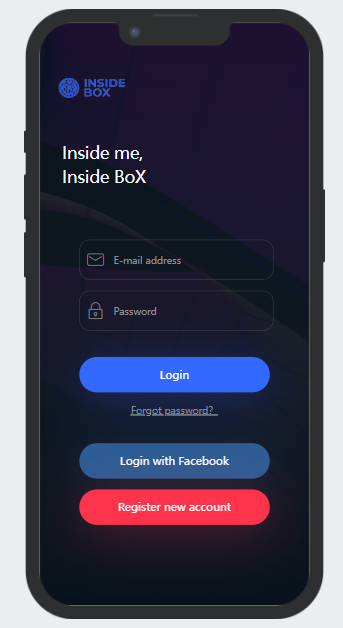 INSIDE
BOX
Inside me,
Inside BoX
E-mail address
Password
Login
Forgot password?
Login with Facebook
Register new account